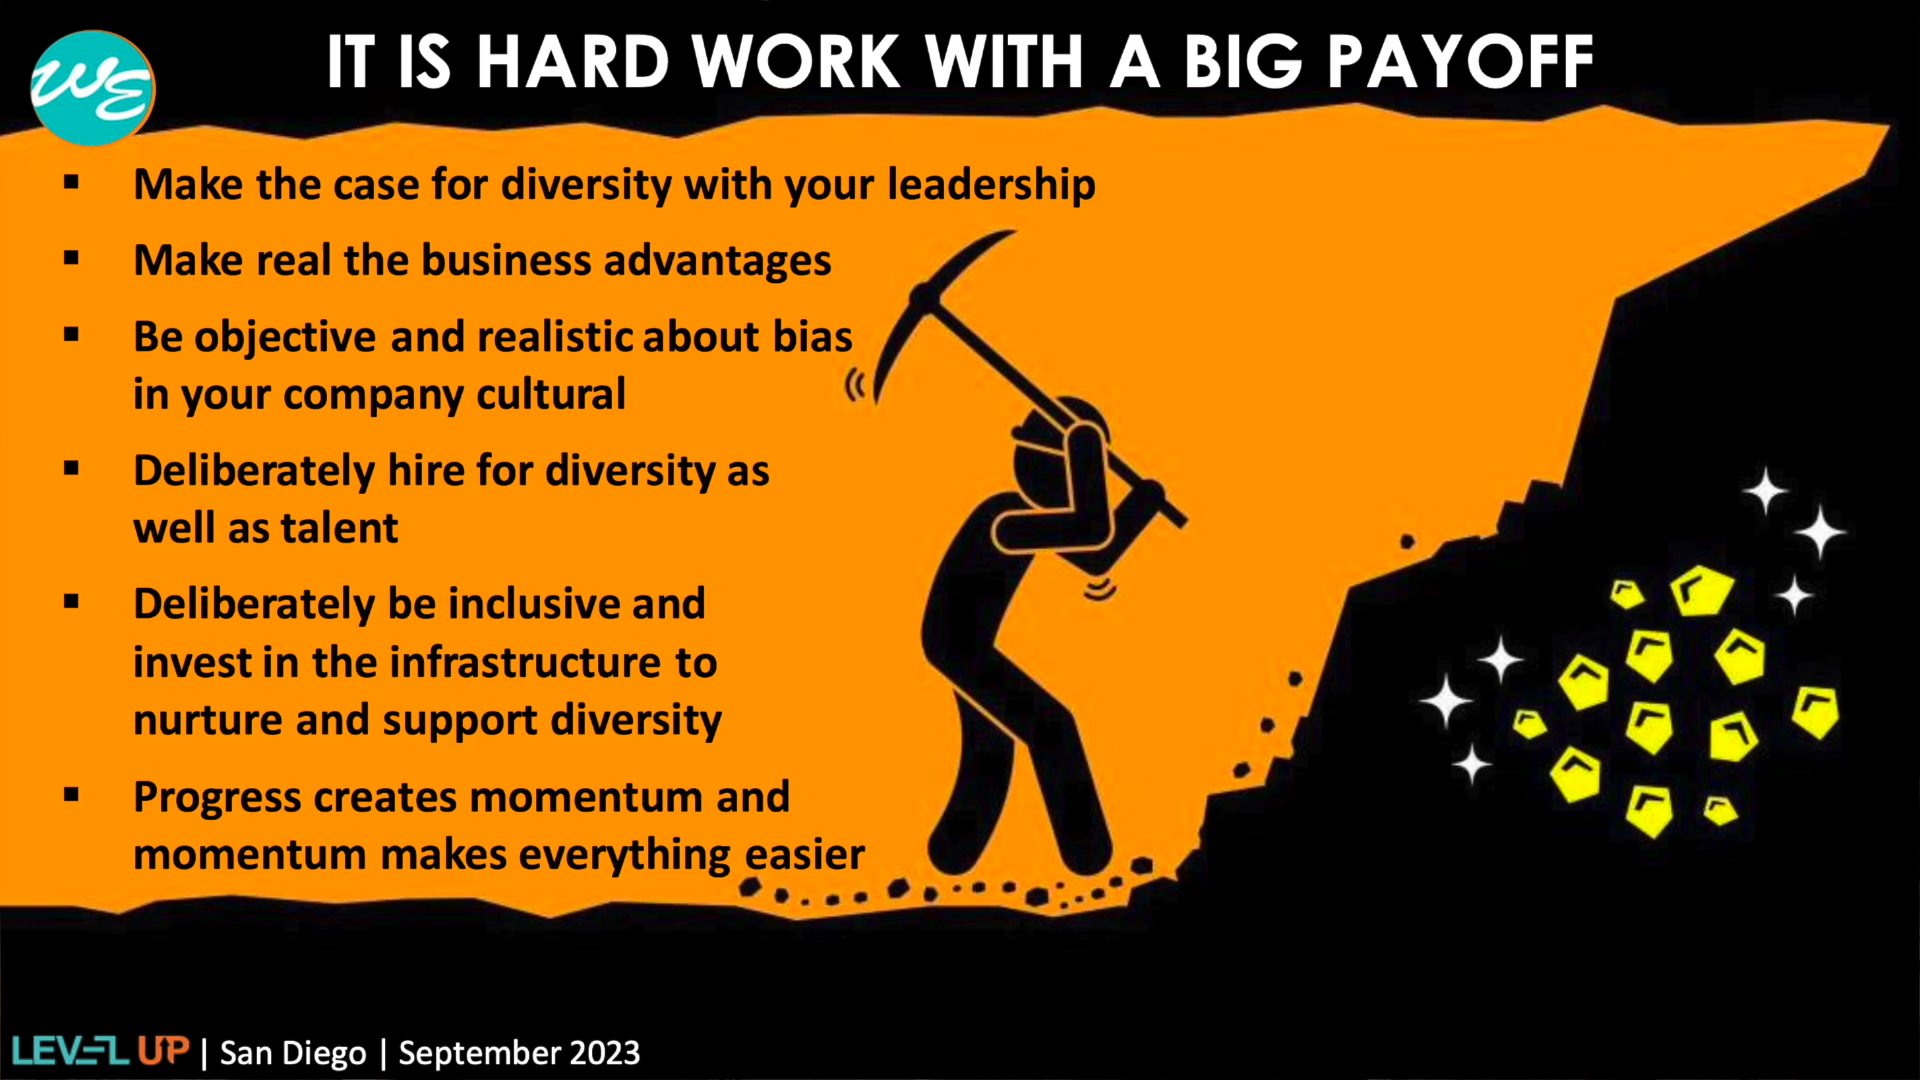 WE
IT IS HARD WORK WITH A BIG PAYOFF
▪ Make the case for diversity with your leadership
▪ Make real the business advantages
▪ Be objective and realistic about bias
in your company cultural
▪ Deliberately hire for diversity as
well as talent
▪ Deliberately be inclusive and
invest in the infrastructure to
nurture and support diversity
▪ Progress creates momentum and
momentum makes everything easier
LEVEL UP | San Diego | September 2023